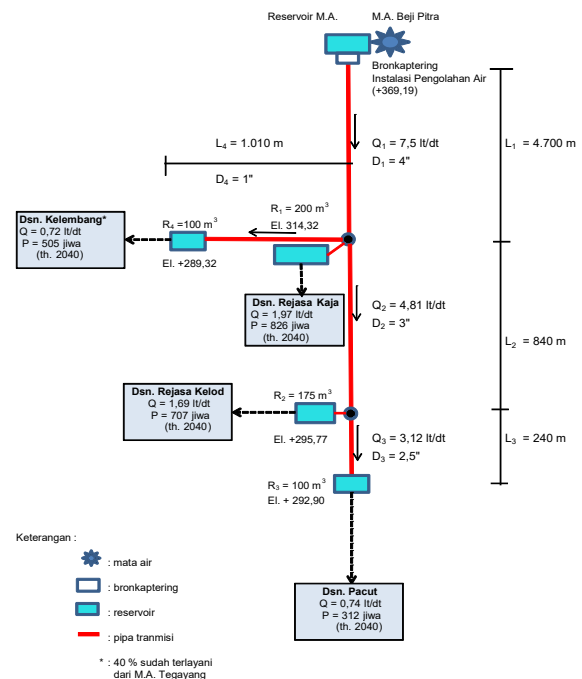 Reservoir M.A.
M.A. Beji Pitra
Bronkaptering
Instalasi Pengolahan Air
(+369,19)
L4 = 1.010 m
D4 = 1"
Q1 = 7,5 lt/dt
D1 = 4"
L1 = 4.700 m
Dsn. Kelembang*
Q = 0,72 lt/dt
P = 505 jiwa
(th. 2040)
R4 =100 m3
El. +289,32
R1 = 200 m3
El. 314,32
Dsn. Rejasa Kaja
Q = 1,97 lt/dt
P = 826 jiwa
(th. 2040)
Q2 = 4,81 lt/dt
D2 = 3"
L2 = 840 m
Dsn. Rejasa Kelod
Q = 1,69 lt/dt
P = 707 jiwa
(th. 2040)
R2 = 175 m3
El. +295,77
Q3 = 3,12 lt/dt
D3 = 2,5"
L3 = 240 m
R3 = 100 m3
El. + 292,90
Dsn. Pacut
Q = 0,74 lt/dt
P = 312 jiwa
(th. 2040)
Keterangan :
: mata air
: bronkaptering
: reservoir
: pipa tranmisi
* : 40 % sudah terlayani
dari M.A. Tegayang